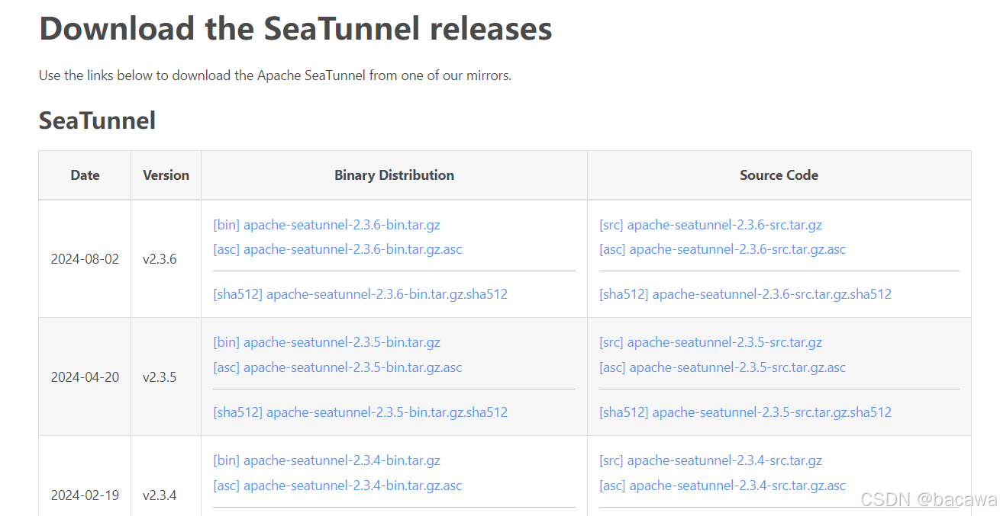 Download the SeaTunnel releases
Use the links below to download the Apache SeaTunnel from one of our mirrors.
SeaTunnel
Date Version Binary Distribution Source Code
2024-08-02 v2.3.6
[bin] apache-seatunnel-2.3.6-bin.tar.gz
[asc] apache-seatunnel-2.3.6-bin.tar.gz.asc
[sha512] apache-seatunnel-2.3.6-bin.tar.gz.sha512
[src] apache-seatunnel-2.3.6-src.tar.gz
[asc] apache-seatunnel-2.3.6-src.tar.gz.asc
[sha512] apache-seatunnel-2.3.6-src.tar.gz.sha512
2024-04-20 v2.3.5
[bin] apache-seatunnel-2.3.5-bin.tar.gz
[asc] apache-seatunnel-2.3.5-bin.tar.gz.asc
[sha512] apache-seatunnel-2.3.5-bin.tar.gz.sha512
[src] apache-seatunnel-2.3.5-src.tar.gz
[asc] apache-seatunnel-2.3.5-src.tar.gz.asc
[sha512] apache-seatunnel-2.3.5-src.tar.gz.sha512
2024-02-19 v2.3.4
[bin] apache-seatunnel-2.3.4-bin.tar.gz
[asc] apache-seatunnel-2.3.4-bin.tar.gz.asc
[src] apache-seatunnel-2.3.4-src.tar.gz
[asc] apache-seatunnel-2.3.4-src.tar.gz.asc
CSDN @bacawa